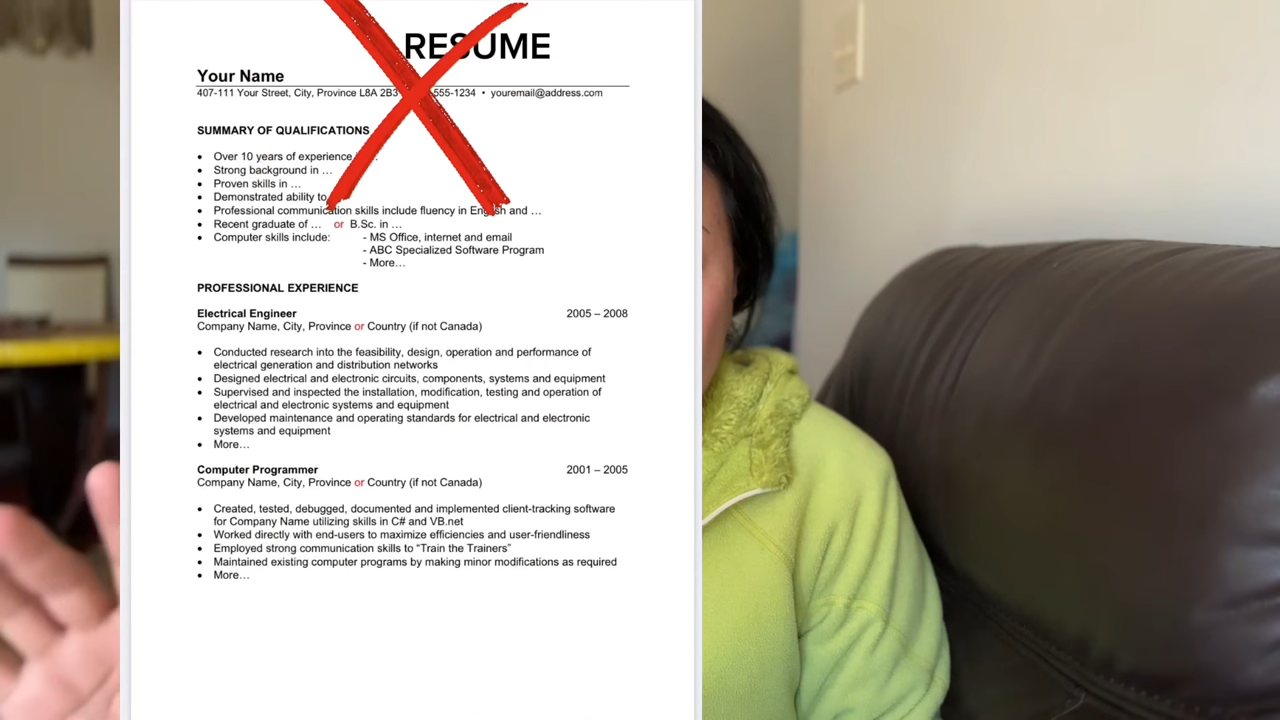 RESUME
Your Name
407-111 Your Street, City, Province L8A 2B3 555-1234 • youremail@address.com
SUMMARY OF QUALIFICATIONS
• Over 10 years of experience
• Strong background in …
• Proven skills in …
• Demonstrated ability to
• Professional communication skills include fluency in English and …
• Recent graduate of … or B.Sc. in …
• Computer skills include: - MS Office, internet and email
- ABC Specialized Software Program
- More…
PROFESSIONAL EXPERIENCE
Electrical Engineer 2005 – 2008
Company Name, City, Province or Country (if not Canada)
• Conducted research into the feasibility, design, operation and performance of
electrical generation and distribution networks
• Designed electrical and electronic circuits, components, systems and equipment
• Supervised and inspected the installation, modification, testing and operation of
electrical and electronic systems and equipment
• Developed maintenance and operating standards for electrical and electronic
systems and equipment
• More…
Computer Programmer 2001 – 2005
Company Name, City, Province or Country (if not Canada)
• Created, tested, debugged, documented and implemented client-tracking software
for Company Name utilizing skills in C# and VB.net
• Worked directly with end-users to maximize efficiencies and user-friendliness
• Employed strong communication skills to “Train the Trainers”
• Maintained existing computer programs by making minor modifications as required
• More…